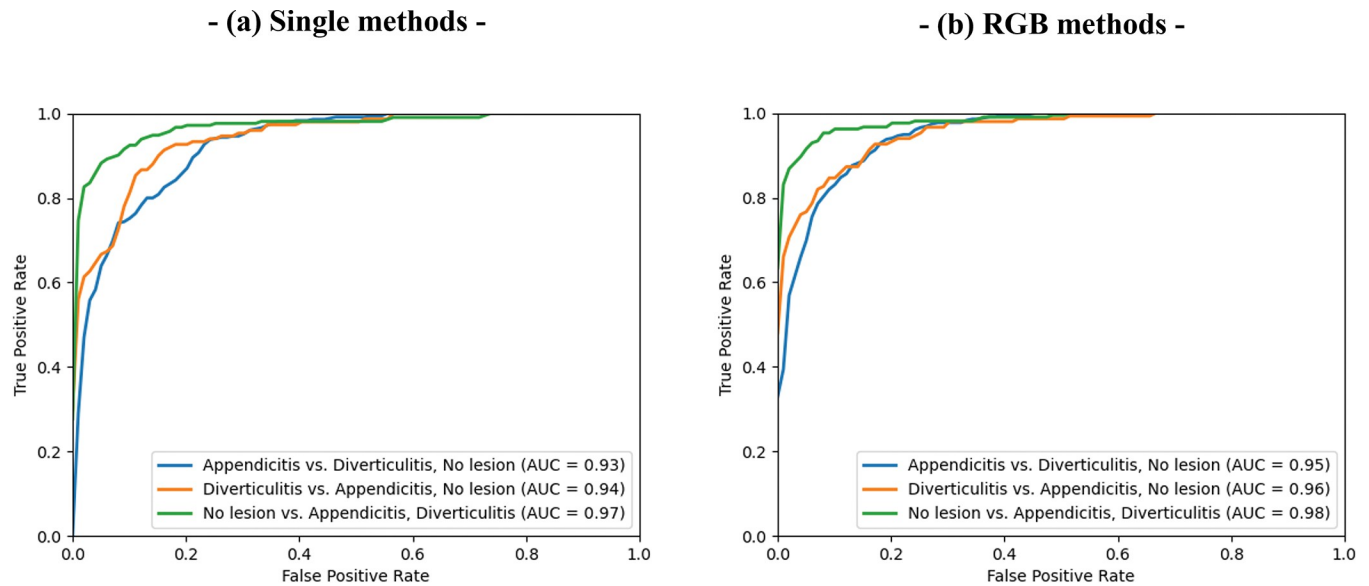 - (a) Single methods -
1.0
0.8
0.6
0.4
0.2
0.0
True Positive Rate
Appendicitis vs. Diverticulitis, No lesion (AUC = 0.93)
Diverticulitis vs. Appendicitis, No lesion (AUC = 0.94)
No lesion vs. Appendicitis, Diverticulitis (AUC = 0.97)
0.0 0.2 0.4 0.6 0.8 1.0
False Positive Rate
- (b) RGB methods -
1.0
0.8
0.6
0.4
0.2
0.0
True Positive Rate
Appendicitis vs. Diverticulitis, No lesion (AUC = 0.95)
Diverticulitis vs. Appendicitis, No lesion (AUC = 0.96)
No lesion vs. Appendicitis, Diverticulitis (AUC = 0.98)
0.0 0.2 0.4 0.6 0.8 1.0
False Positive Rate